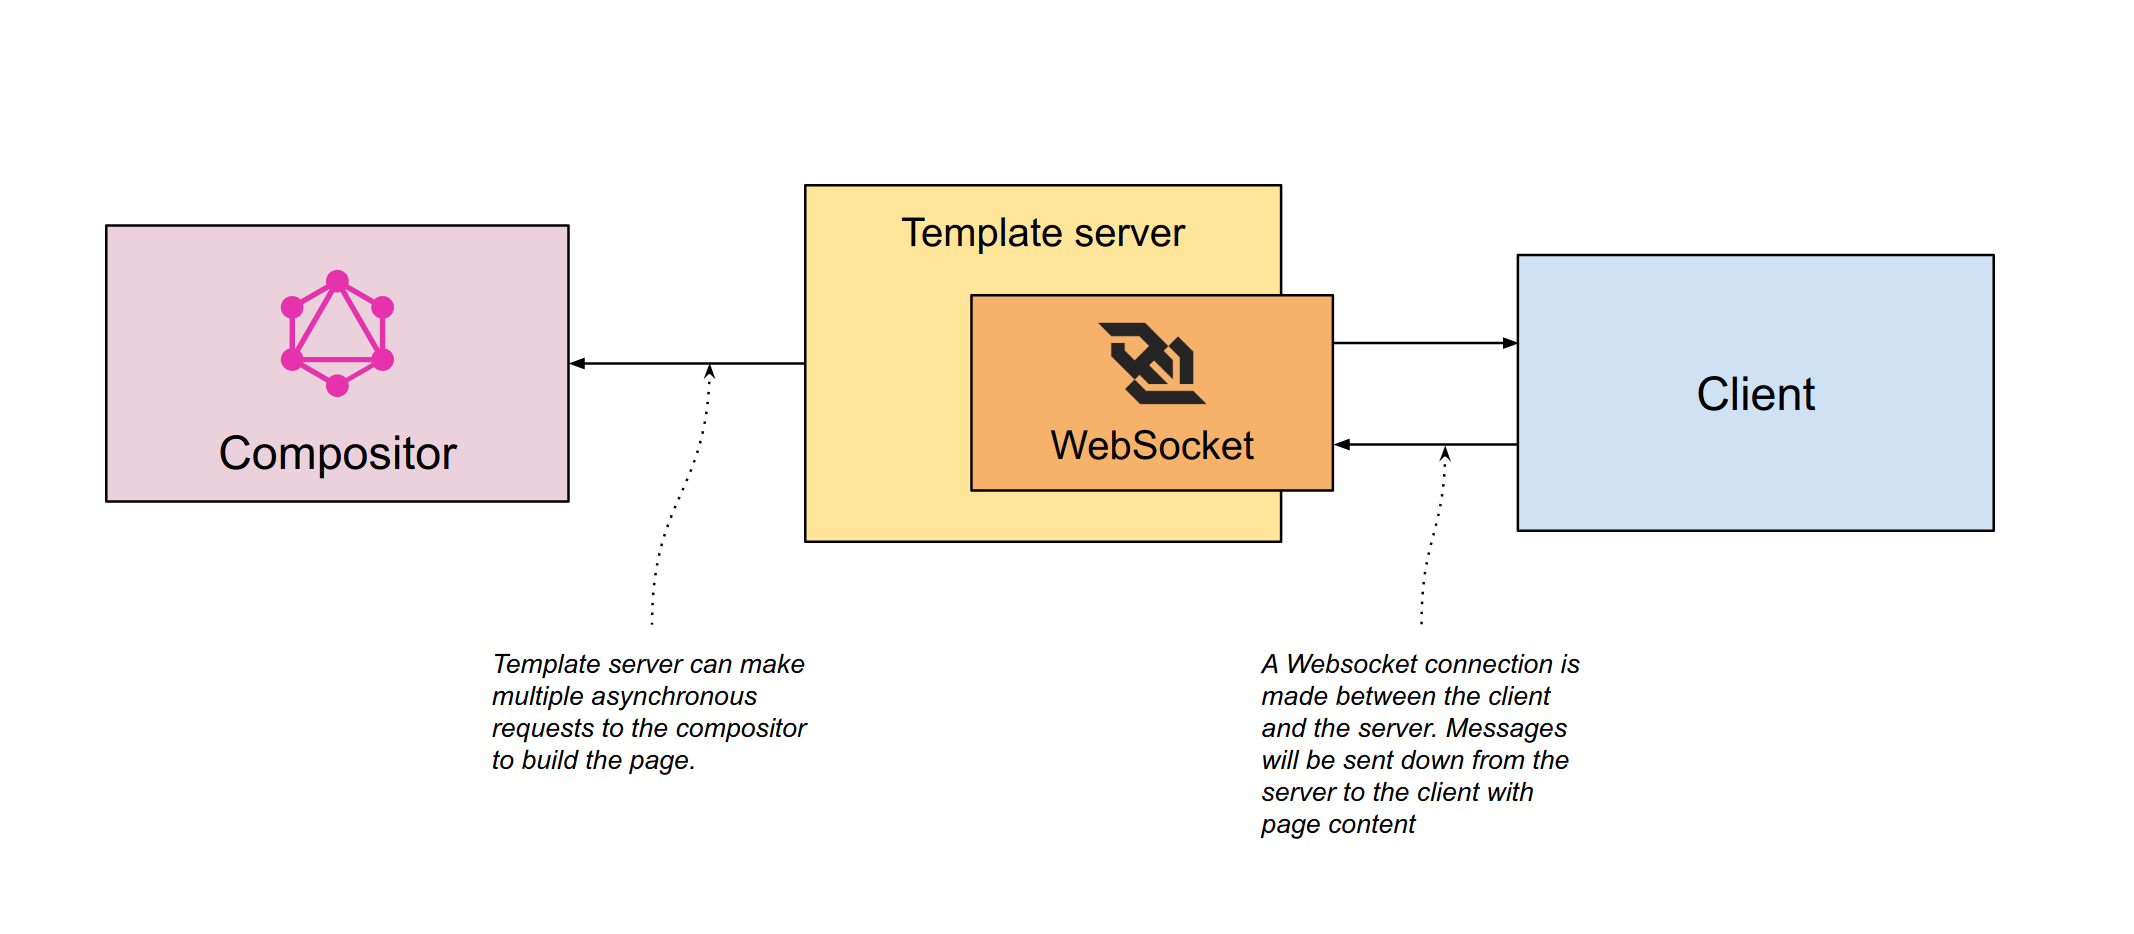 Template server
Compositor
WebSocket
Client
Template server can make
multiple asynchronous
requests to the compositor
to build the page.
A Websocket connection is
made between the client
and the server. Messages
will be sent down from the
server to the client with
page content